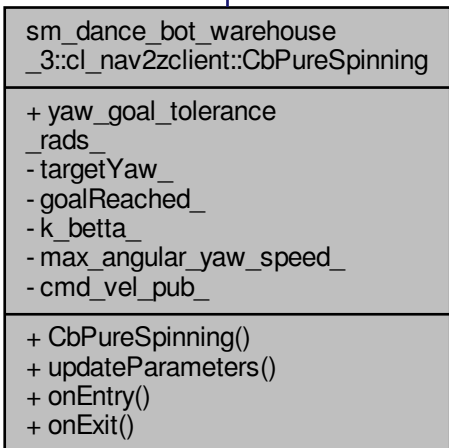 sm_dance_bot_warehouse
_3::cl_nav2zclient::CbPureSpinning
+ yaw_goal_tolerance
_rads_
- targetYaw_
- goalReached_
- k_betta_
- max_angular_yaw_speed_
- cmd_vel_pub_
+ CbPureSpinning()
+ updateParameters()
+ onEntry()
+ onExit()